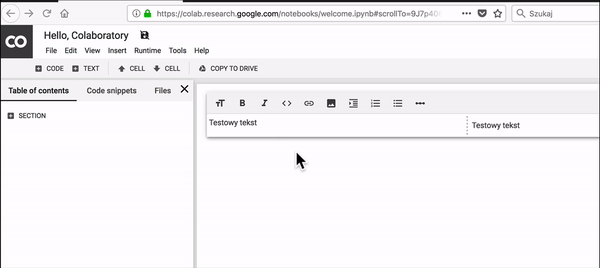 https://colab.research.google.com/notebooks/welcome.ipynb#scrollTo=9J7p40
Szukaj
CO
Hello, Colaboratory
File Edit View Insert Runtime Tools Help
CODE TEXT CELL CELL COPY TO DRIVE
Table of contents Code snippets Files
SECTION
Testowy tekst
Testowy tekst